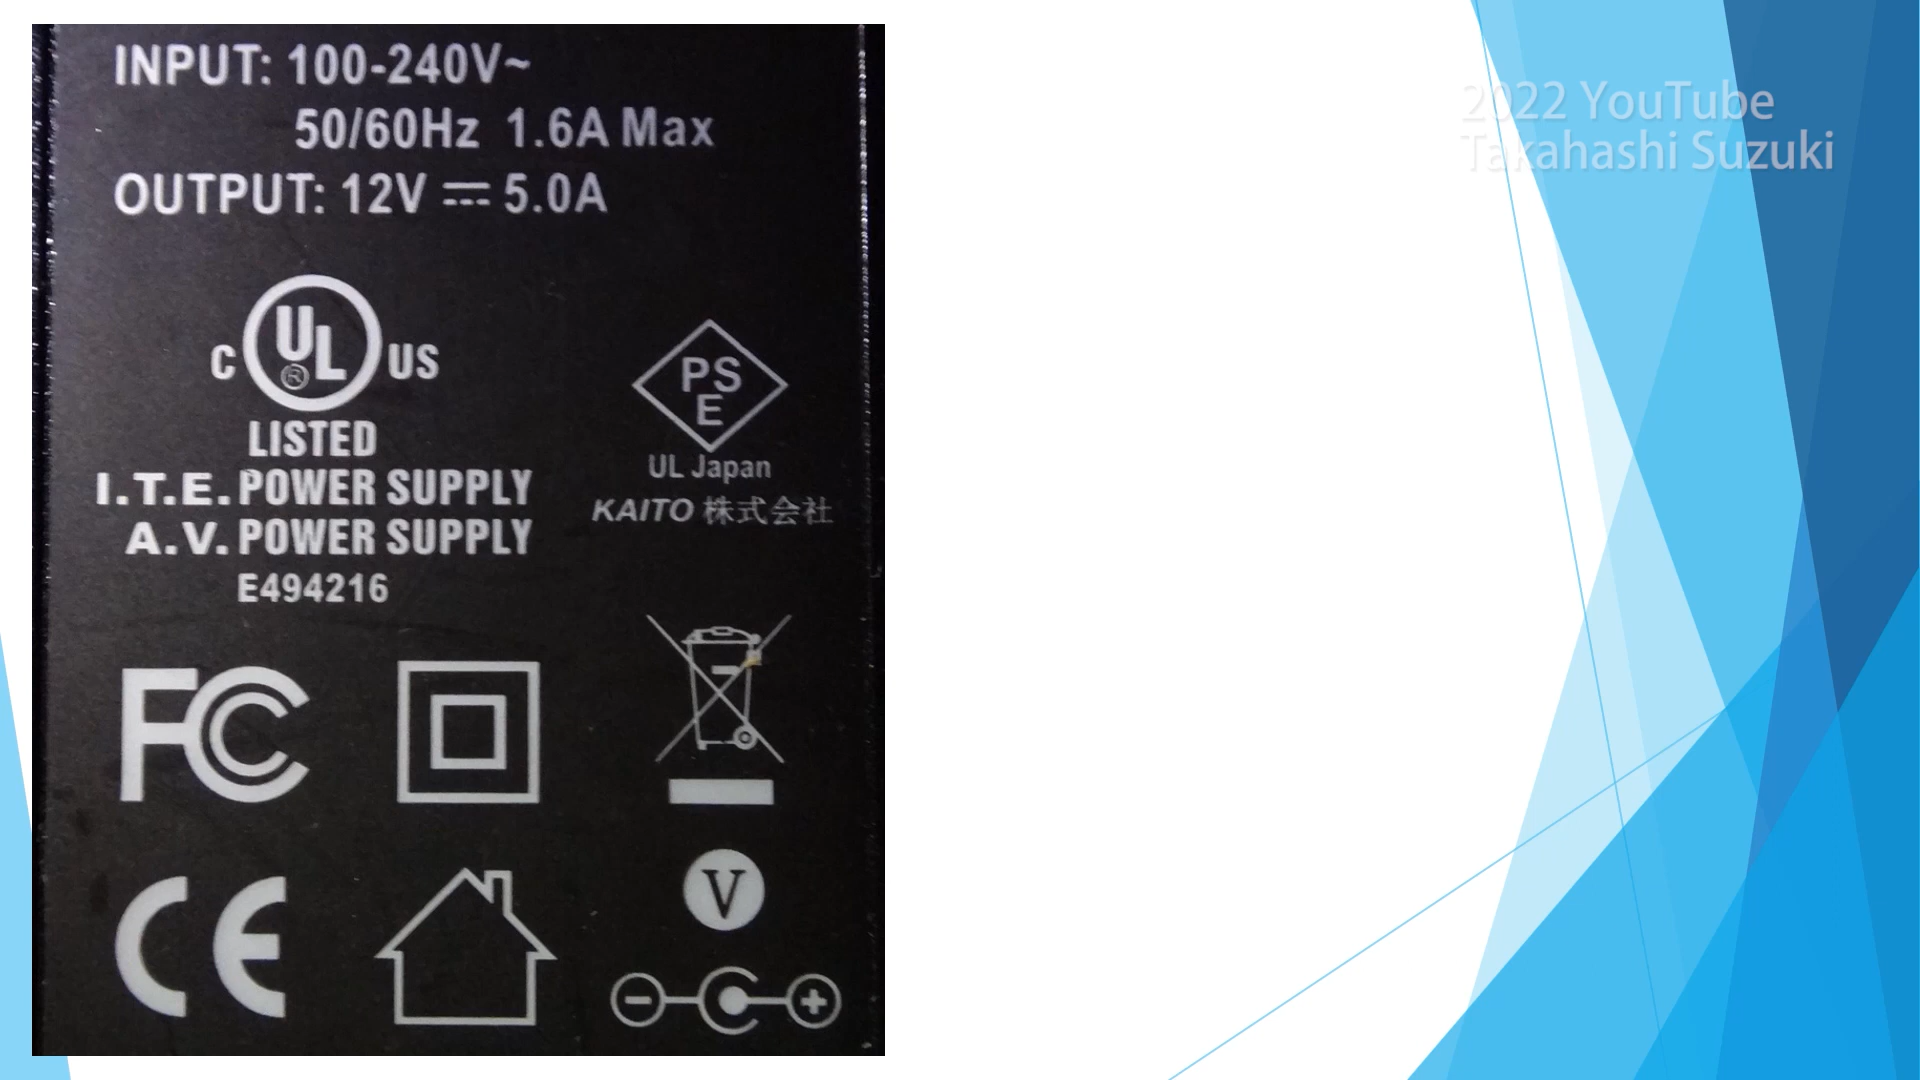 INPUT: 100-240V~
50/60Hz 1.6A Max
OUTPUT: 12V ⎓ 5.0A
C UL® US
LISTED
I.T.E. POWER SUPPLY
A.V. POWER SUPPLY
E494216
PS
E
UL Japan
KAITO 株式会社
FC
CE
V
2022 YouTube
Takahashi Suzuki